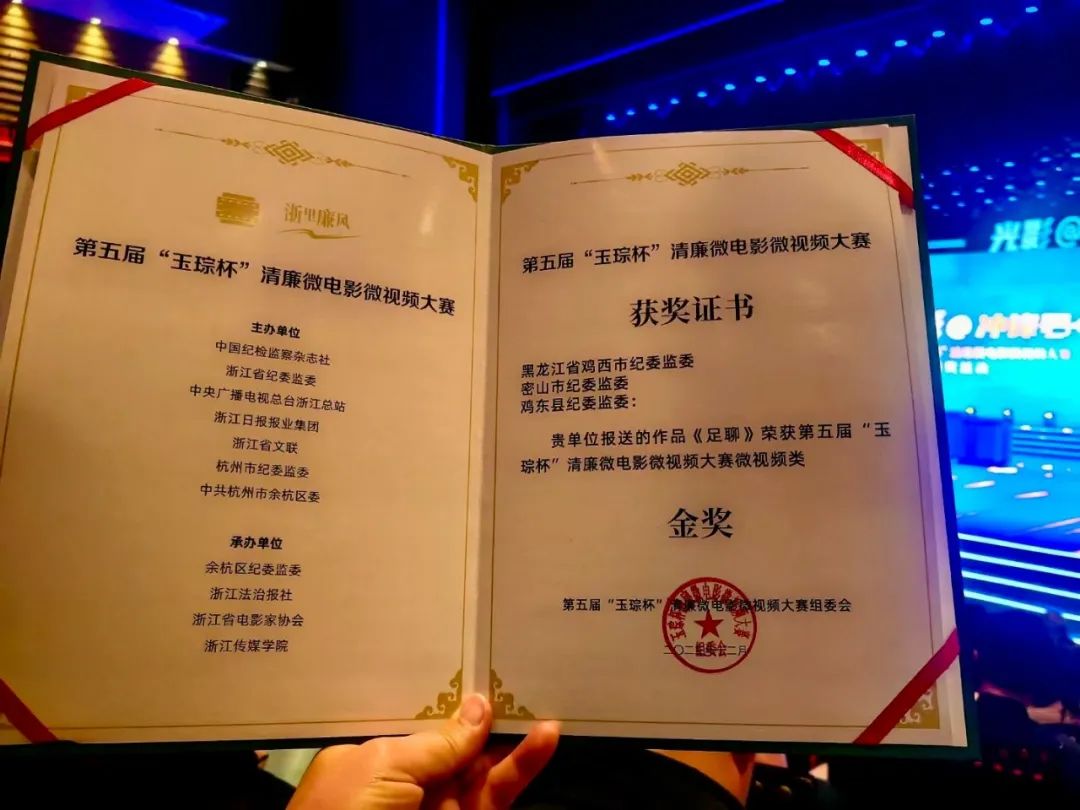 浙里廉风
第五届“玉琮杯”清廉微电影微视频大赛
主办单位
中国纪检监察杂志社
浙江省纪委监委
中央广播电视总台浙江总站
浙江日报报业集团
浙江省文联
杭州市纪委监委
中共杭州市余杭区委
承办单位
余杭区纪委监委
浙江法治报社
浙江省电影家协会
浙江传媒学院
第五届“玉琮杯”清廉微电影微视频大赛
获奖证书
黑龙江省鸡西市纪委监委
密山市纪委监委
鸡东县纪委监委：
贵单位报送的作品《足聊》荣获第五届“玉
琮杯”清廉微电影微视频大赛微视频类
金奖
第五届“玉琮杯”清廉微电影微视频大赛组委会
组委会
光影@